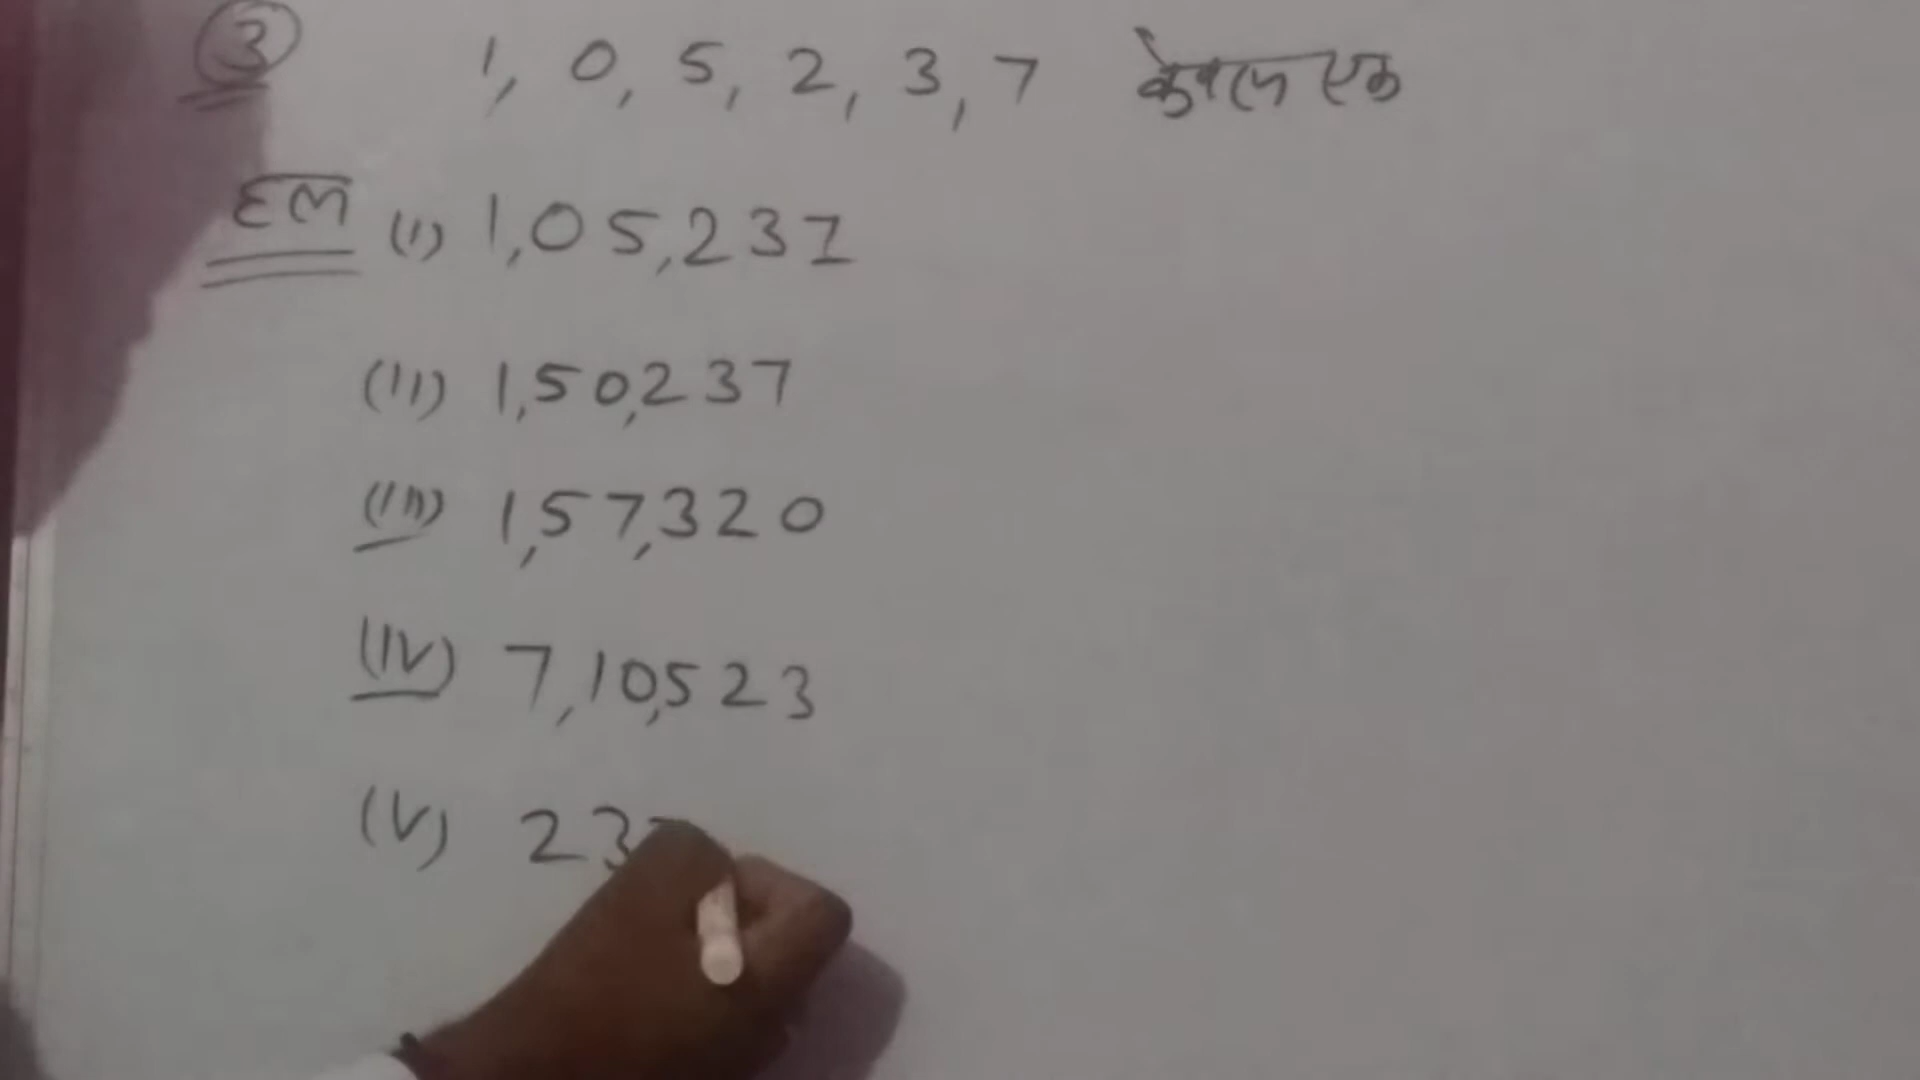 ③ 1, 0, 5, 2, 3, 7 केवल एक
हल (i) 1,05,237
(ii) 1,50,237
(iii) 1,57,320
(iv) 7,10,523
(v) 23